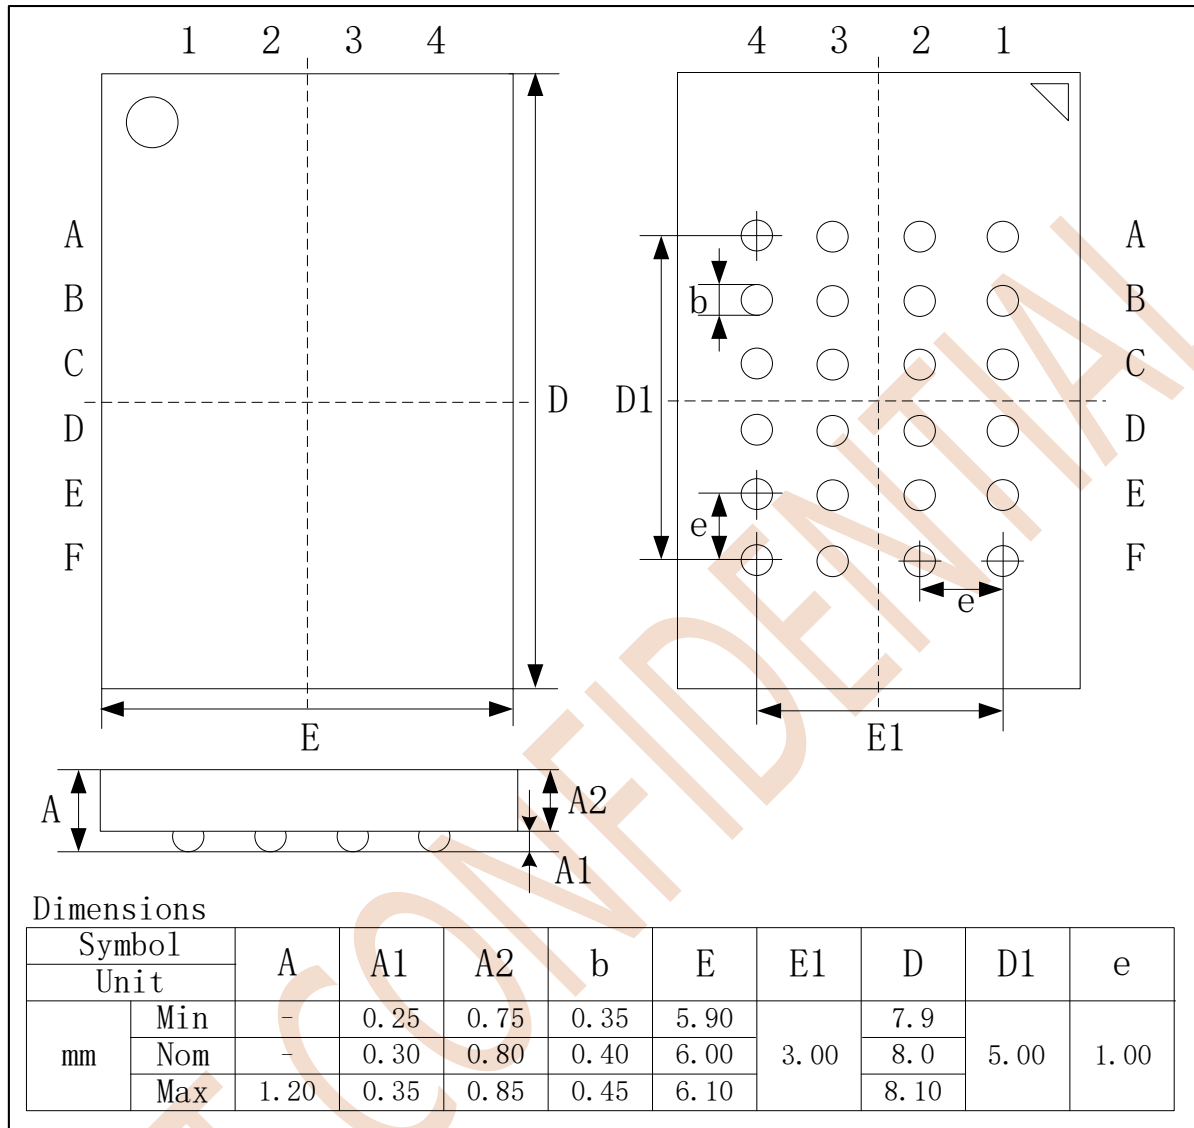 1 2 3 4 4 3 2 1
A A
B b B
C C
D D D1 D
E e E
F F
e
E E1
A A2
A1
Dimensions
Symbol A A1 A2 b E E1 D D1 e
Unit
mm Min - 0.25 0.75 0.35 5.90 3.00 7.9 5.00 1.00
Nom - 0.30 0.80 0.40 6.00 8.0
Max 1.20 0.35 0.85 0.45 6.10 8.10
CONFIDENTIAL